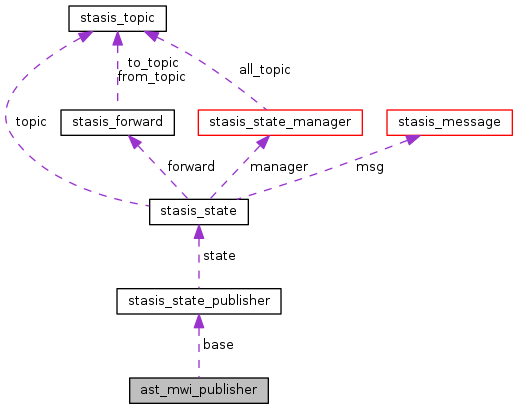 stasis_topic
to_topic
from_topic
all_topic
topic
stasis_forward
stasis_state_manager
stasis_message
forward
manager
msg
stasis_state
state
stasis_state_publisher
base
ast_mwi_publisher